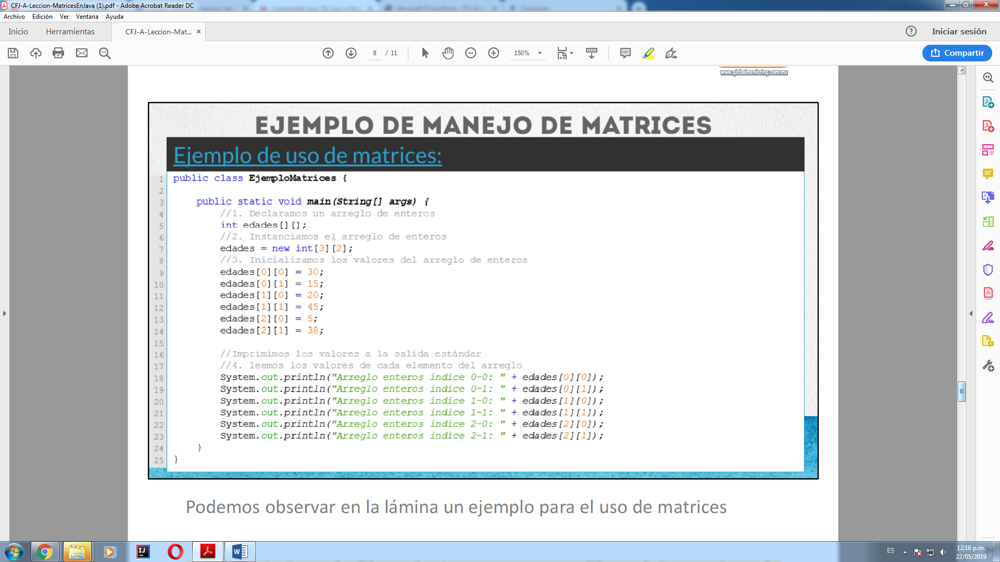 CFJ-A-Leccion-MatricesEnJava (1).pdf - Adobe Acrobat Reader DC
Archivo Edición Ver Ventana Ayuda
Inicio Herramientas CFJ-A-Leccion-Mat... × ? Iniciar sesión
8 / 11 150% Compartir
www.globalmentoring.com.mx
EJEMPLO DE MANEJO DE MATRICES
Ejemplo de uso de matrices:
1 public class EjemploMatrices {
2
3 public static void main(String[] args) {
4 //1. Declaramos un arreglo de enteros
5 int edades[][];
6 //2. Instanciamos el arreglo de enteros
7 edades = new int[3][2];
8 //3. Inicializamos los valores del arreglo de enteros
9 edades[0][0] = 30;
10 edades[0][1] = 15;
11 edades[1][0] = 20;
12 edades[1][1] = 45;
13 edades[2][0] = 5;
14 edades[2][1] = 38;
15
16 //Imprimimos los valores a la salida estándar
17 //4. leemos los valores de cada elemento del arreglo
18 System.out.println("Arreglo enteros indice 0-0: " + edades[0][0]);
19 System.out.println("Arreglo enteros indice 0-1: " + edades[0][1]);
20 System.out.println("Arreglo enteros indice 1-0: " + edades[1][0]);
21 System.out.println("Arreglo enteros indice 1-1: " + edades[1][1]);
22 System.out.println("Arreglo enteros indice 2-0: " + edades[2][0]);
23 System.out.println("Arreglo enteros indice 2-1: " + edades[2][1]);
24 }
25 }
Podemos observar en la lámina un ejemplo para el uso de matrices
ES 12:16 p.m.
22/05/2019